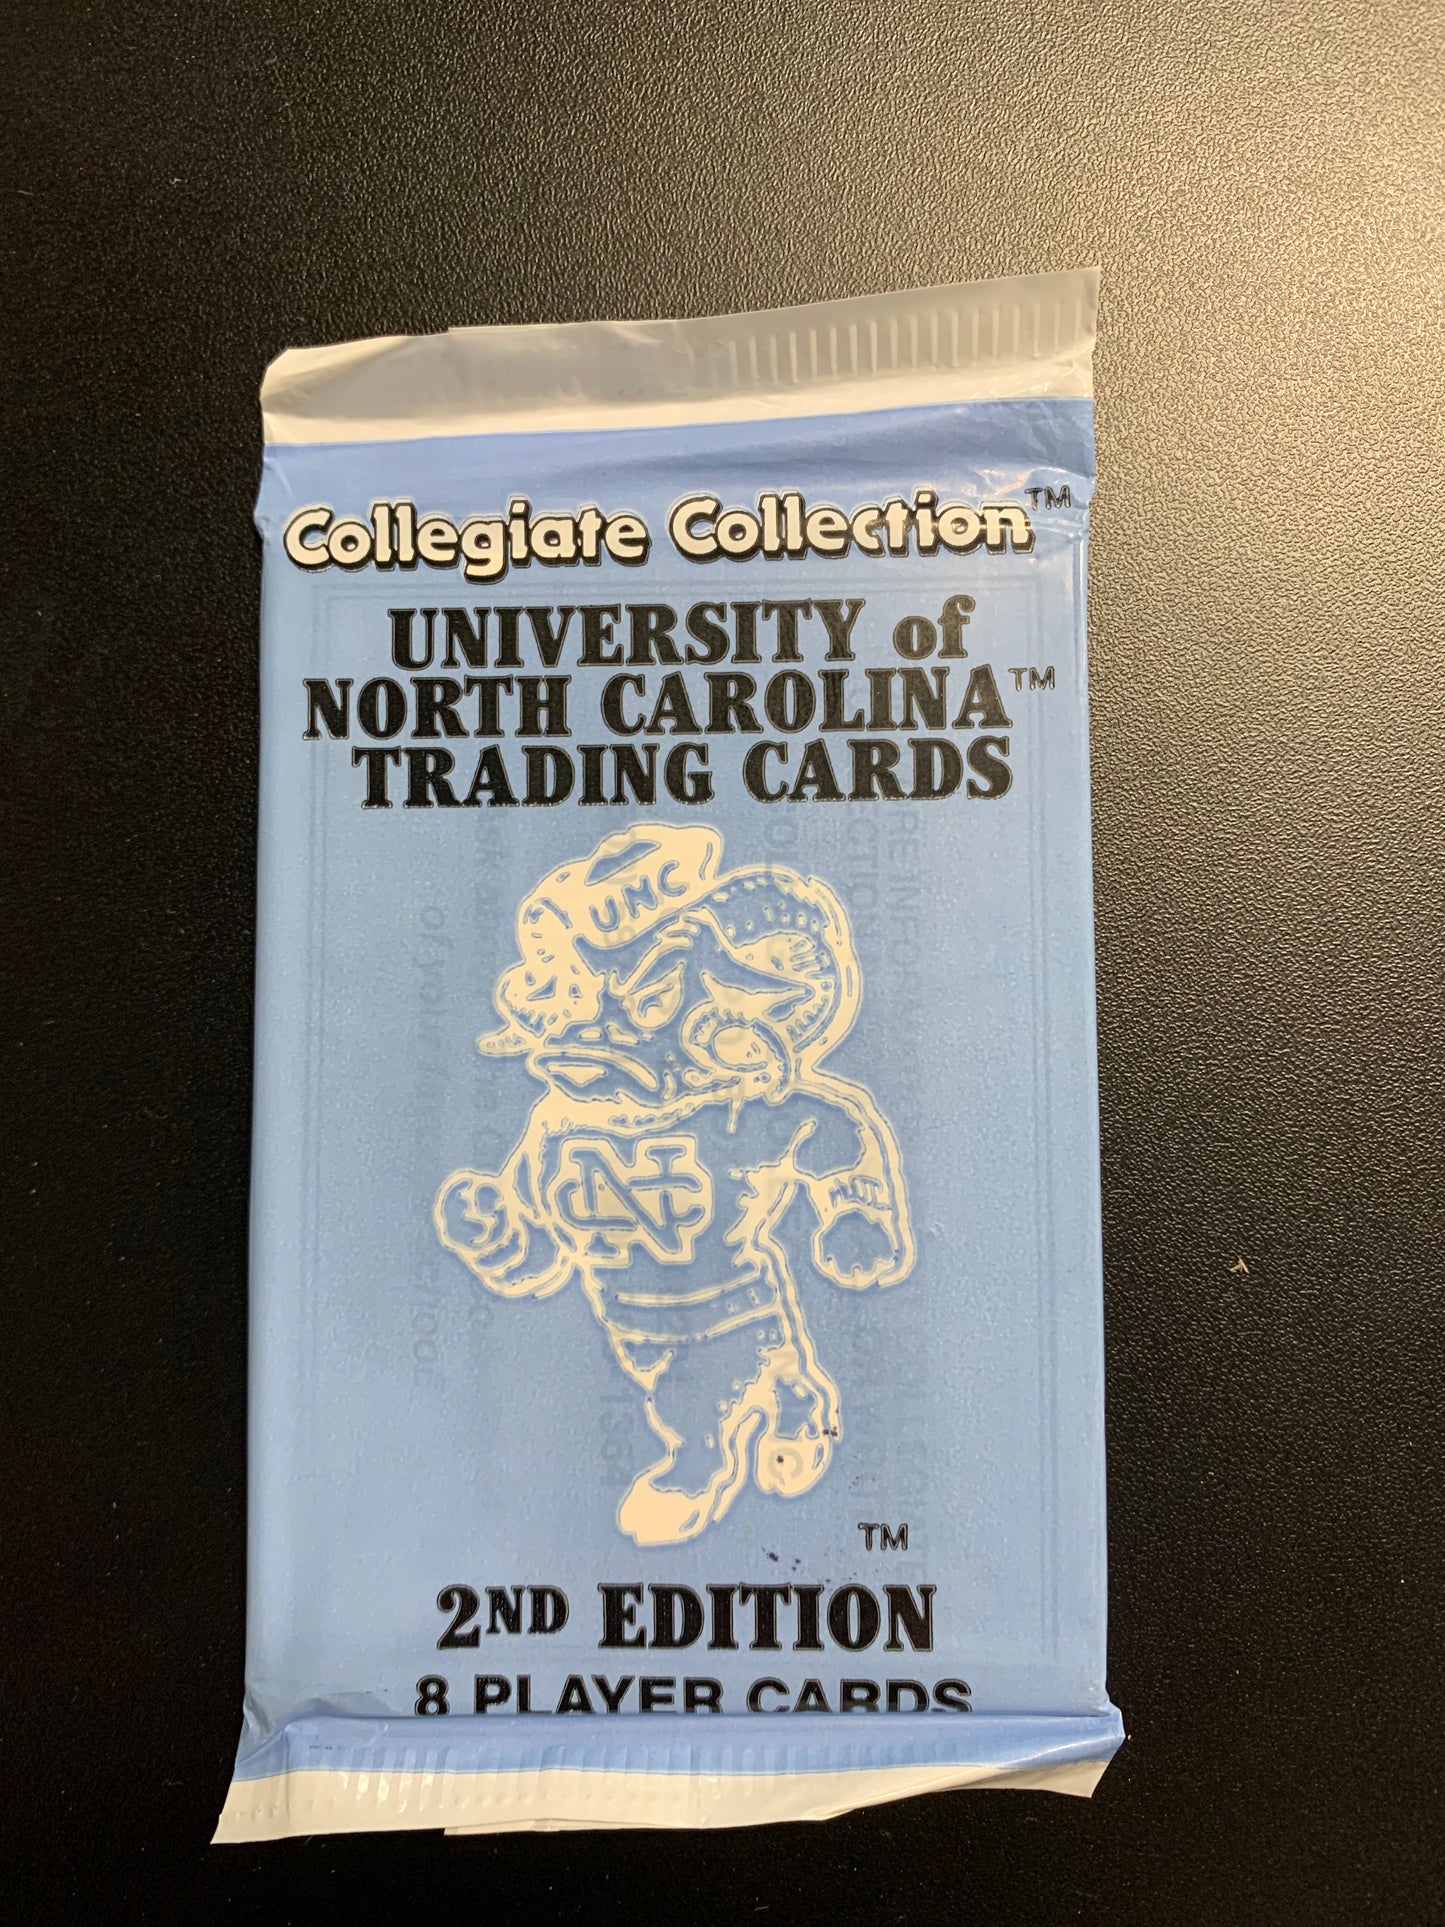 Collegiate Collection™
UNIVERSITY of
NORTH CAROLINA™
TRADING CARDS
UNC
NC
TM
2ND EDITION
8 PLAYER CARDS